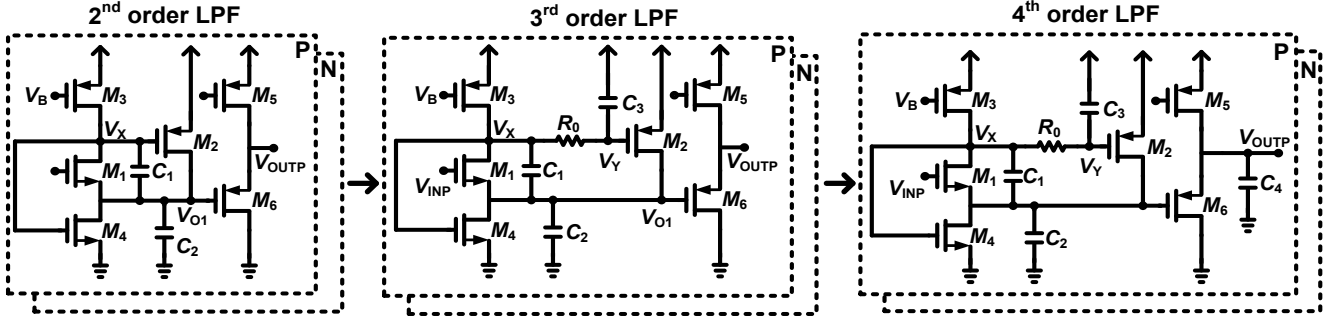 2nd order LPF
P
N
VB
M3
M5
VX
M2
M1
C1
VOUTP
M6
VO1
M4
C2
3rd order LPF
P
N
VB
M3
C3
M5
VX
R0
M2
VY
VOUTP
VINP
M1
C1
M6
VO1
M4
C2
4th order LPF
P
N
VB
M3
C3
M5
VX
R0
M2
VY
VOUTP
VINP
M1
C1
C4
M6
M4
C2